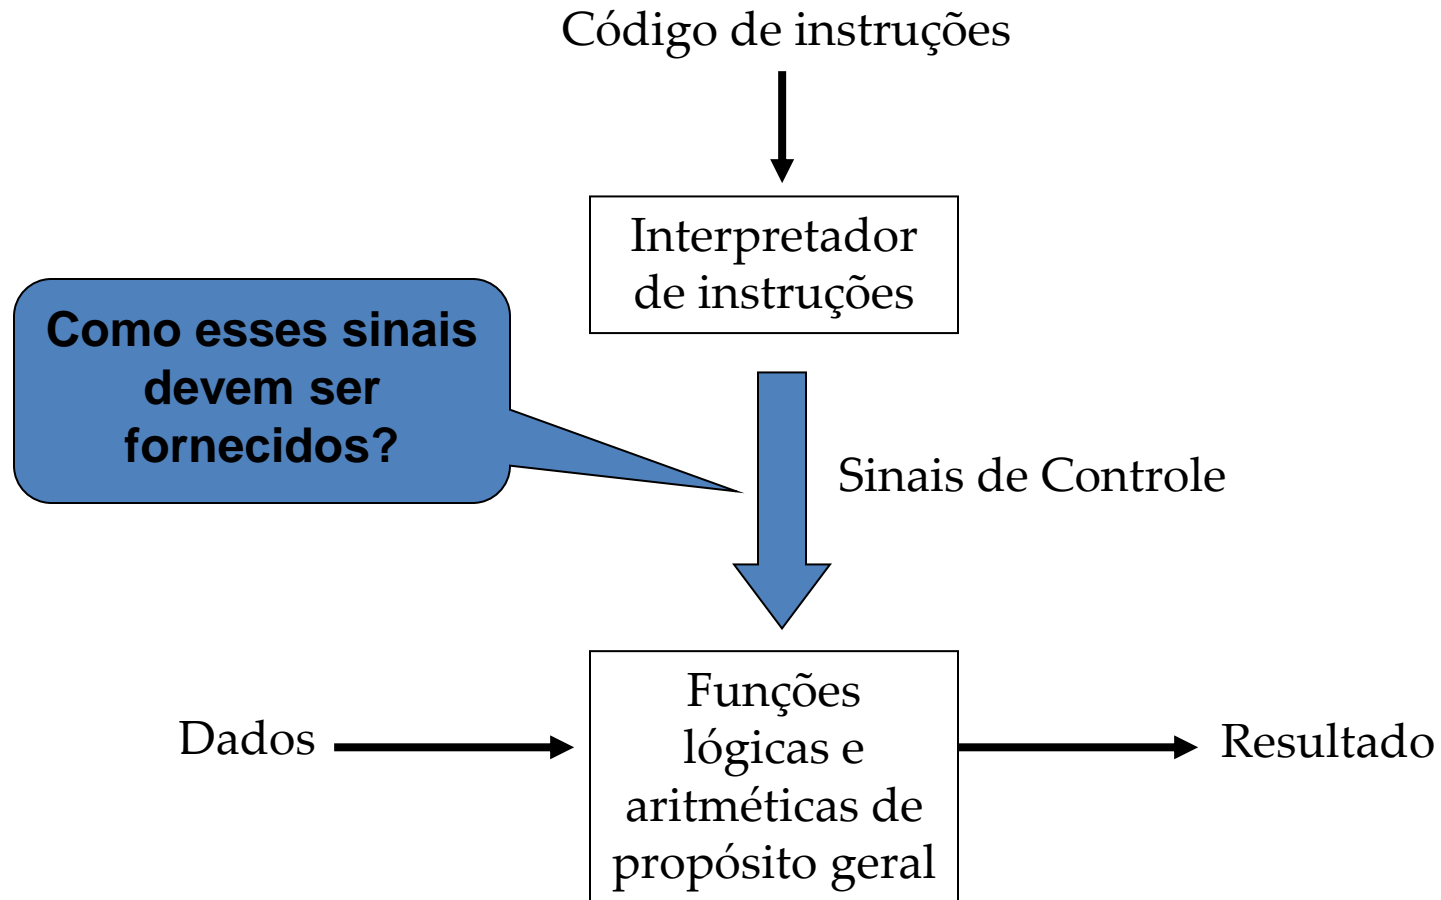 Código de instruções
Interpretador
de instruções
Como esses sinais
devem ser
fornecidos?
Sinais de Controle
Funções
lógicas e
aritméticas de
propósito geral
Dados
Resultado